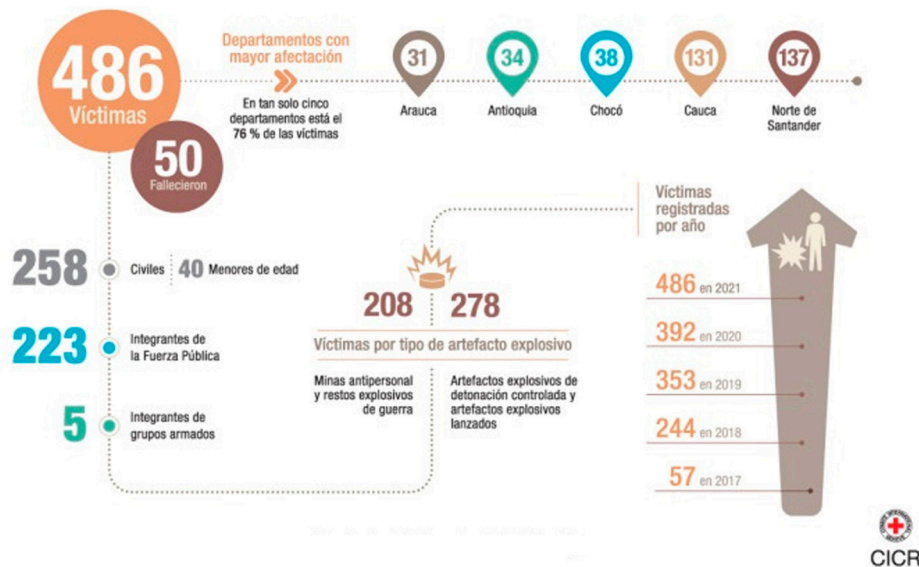 486
Víctimas
50
Fallecieron
Departamentos con
mayor afectación
En tan solo cinco
departamentos está el
76 % de las víctimas
31
Arauca
34
Antioquia
38
Chocó
131
Cauca
137
Norte de
Santander
258
Civiles
40 Menores de edad
223
Integrantes de
la Fuerza Pública
5
Integrantes de
grupos armados
208
278
Víctimas por tipo de artefacto explosivo
Minas antipersonal
y restos explosivos
de guerra
Artefactos explosivos de
detonación controlada y
artefactos explosivos
lanzados
Víctimas
registradas
por año
486 en 2021
392 en 2020
353 en 2019
244 en 2018
57 en 2017
CICR